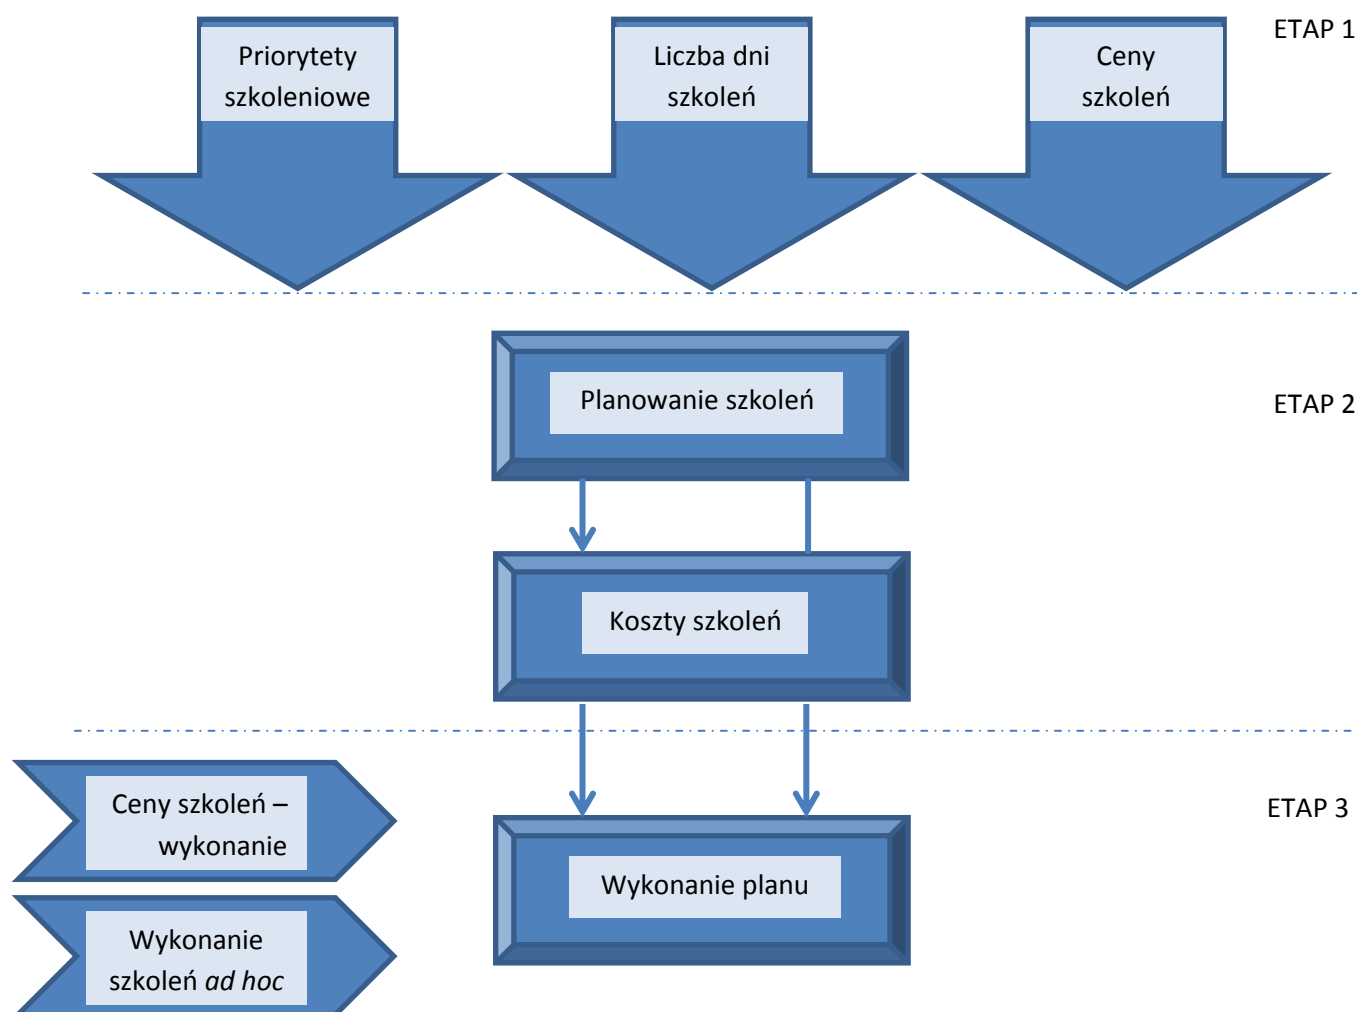 ETAP 1
Priorytety
szkoleniowe
Liczba dni
szkoleń
Ceny
szkoleń
Planowanie szkoleń
ETAP 2
Koszty szkoleń
Ceny szkoleń –
wykonanie
ETAP 3
Wykonanie planu
Wykonanie
szkoleń ad hoc